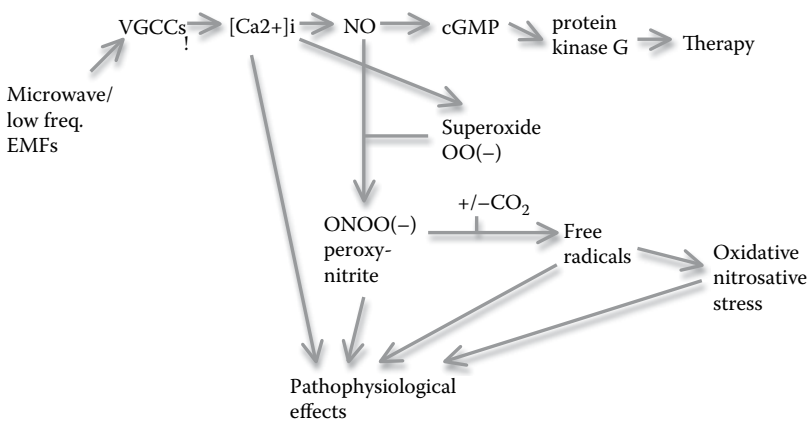 VGCCs
!
[Ca2+]i
NO
cGMP
protein
kinase G
Therapy
Microwave/
low freq.
EMFs
Superoxide
OO(–)
+/–CO2
ONOO(–)
peroxy-
nitrite
Free
radicals
Oxidative
nitrosative
stress
Pathophysiological
effects